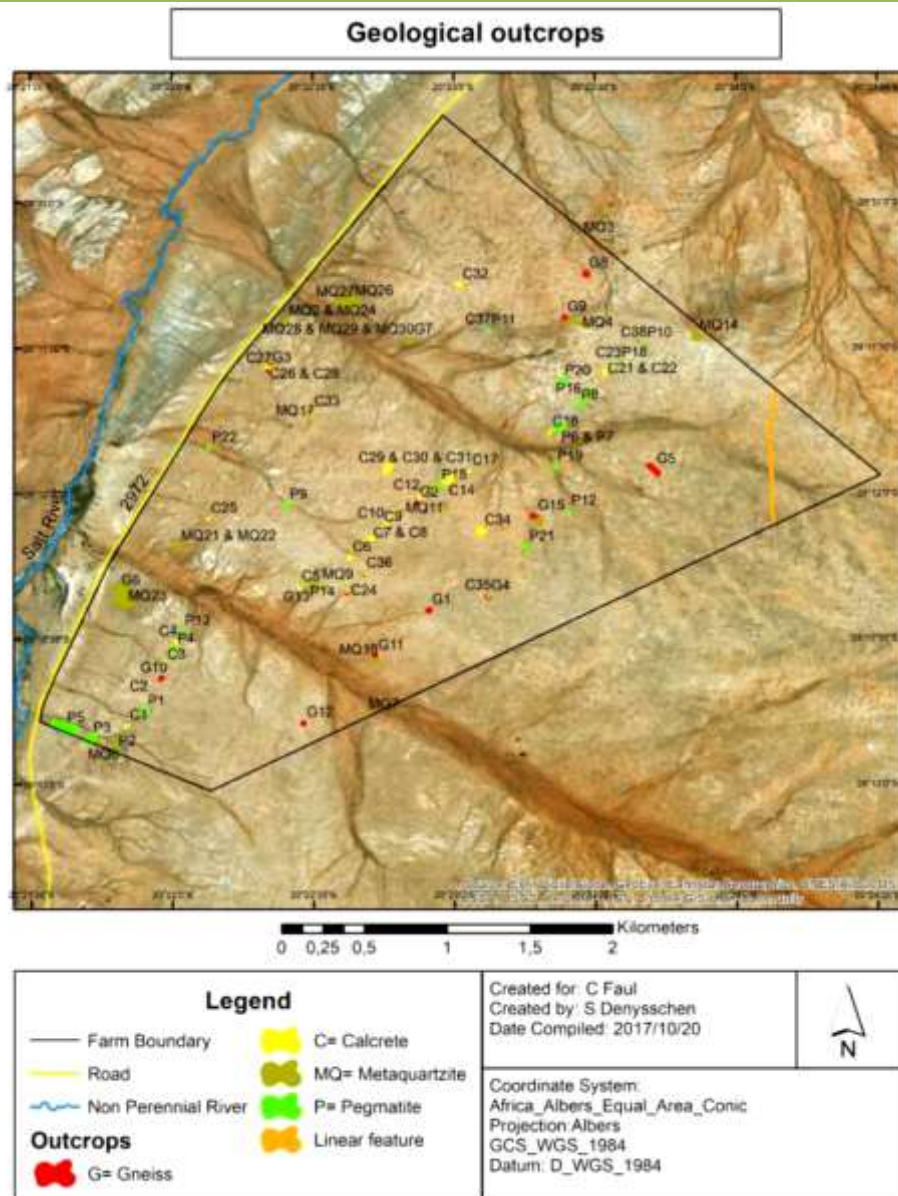 Geological outcrops
MQ3
G8
C32
MQ27MQ26
MQ2 & MQ24
G9
MQ4
C37P11
MQ28 & MQ29 & MQ30G7
C38P10
MQ14
C23P18
C27G3
C26 & C28
P20
C21 & C22
P16
P8
MQ17
C33
P6 & P7
P22
C29 & C30 & C31
C17
P19
G5
P15
C12
G2
C14
2972
P9
MQ11
G15
P12
C25
C10
C9
C34
C7 & C8
MQ21 & MQ22
C6
P21
Salt River
C36
G6
C5
MQ9
MQ23
G13
P14
C24
C35G4
G1
P13
C4
P4
C3
MQ16
G11
G10
C2
P1
MQ7
P5
C1
G12
P3
P2
Kilometers
0 0,25 0,5 1 1,5 2
Legend
Farm Boundary
Road
Non Perennial River
Outcrops
G= Gneiss
C= Calcrete
MQ= Metaquartzite
P= Pegmatite
Linear feature
Created for: C Faul
Created by: S Denysschen
Date Compiled: 2017/10/20
N
Coordinate System:
Africa_Albers_Equal_Area_Conic
Projection:Albers
GCS_WGS_1984
Datum: D_WGS_1984